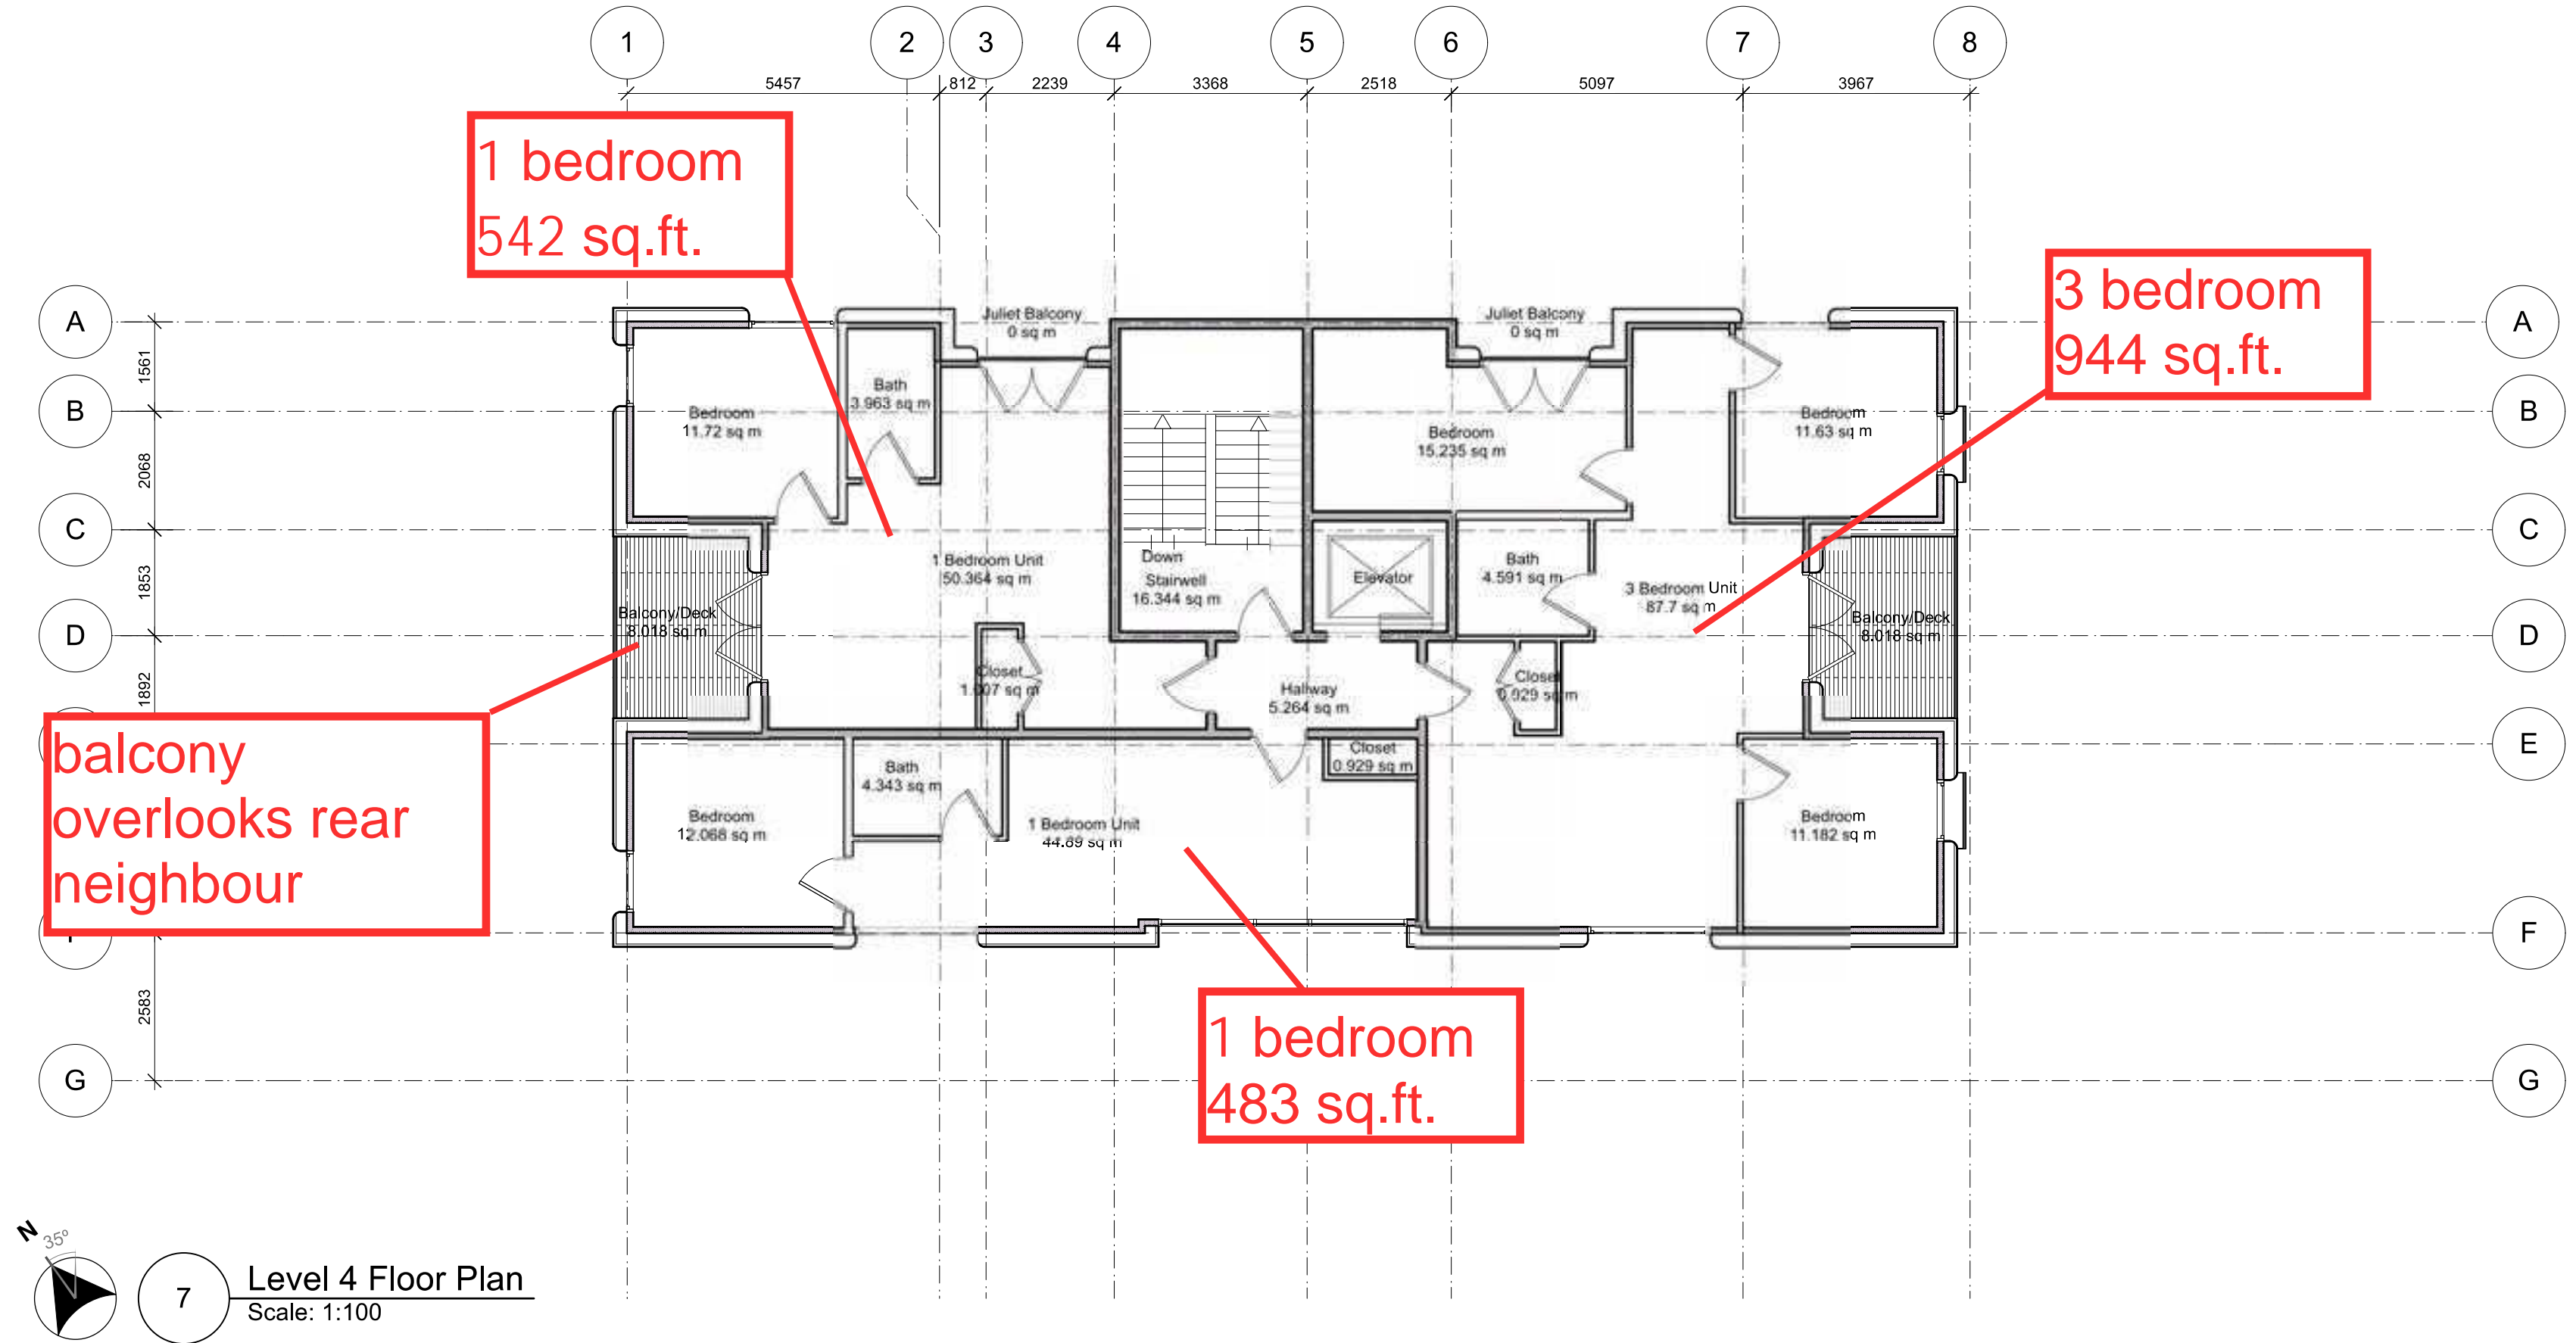 1 2 3 4 5 6 7 8
5457 812 2239 3368 2518 5097 3967
1 bedroom
542 sq.ft.
3 bedroom
944 sq.ft.
A A
B B
C C
D D
E
F
G G
1561
2068
1853
1892
2583
Juliet Balcony
0 sq m
Juliet Balcony
0 sq m
Bath
3.963 sq m
Bedroom
11.72 sq m
Bedroom
15.235 sq m
Bedroom
11.63 sq m
1 Bedroom Unit
50.364 sq m
Down
Stairwell
16.344 sq m
Elevator
Bath
4.591 sq m
3 Bedroom Unit
87.7 sq m
Balcony/Deck
8.018 sq m
Balcony/Deck
8.018 sq m
Closet
sq m
Hallway
5.264 sq m
Closet
0.929 sq m
balcony
overlooks rear
neighbour
Closet
0.929 sq m
Bath
4.343 sq m
Bedroom
12.068 sq m
1 Bedroom Unit
44.89 sq m
Bedroom
11.182 sq m
1 bedroom
483 sq.ft.
N
35°
7
Level 4 Floor Plan
Scale: 1:100